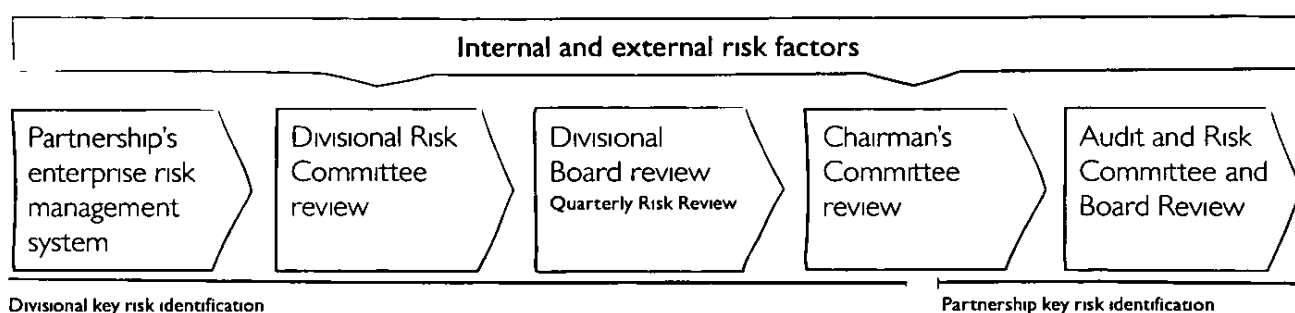 Internal and external risk factors
Partnership's
enterprise risk
management
system
Divisional Risk
Committee
review
Divisional
Board review
Quarterly Risk Review
Chairman's
Committee
review
Audit and Risk
Committee and
Board Review
Divisional key risk identification
Partnership key risk identification